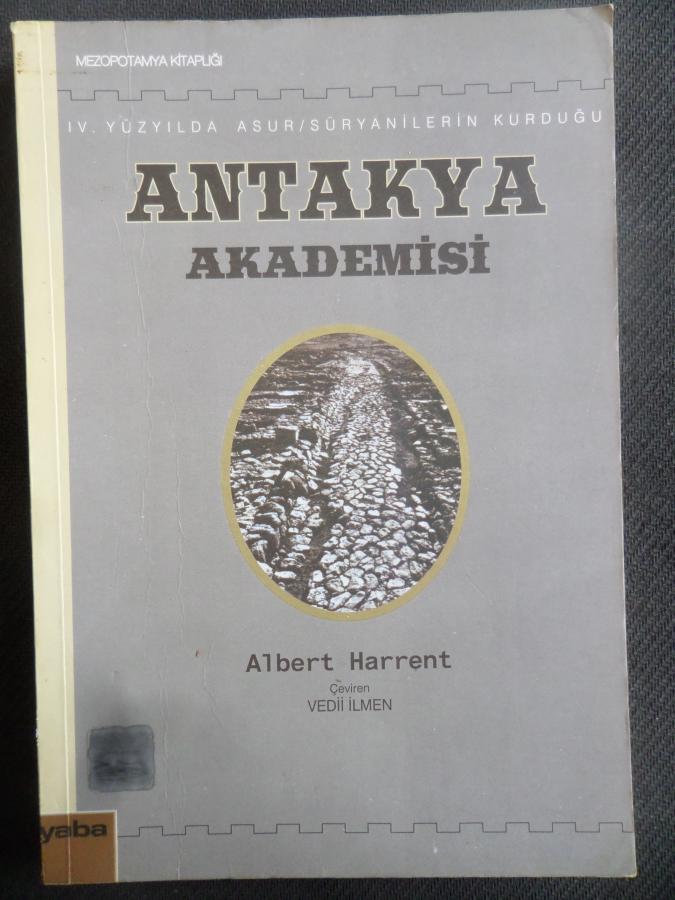 MEZOPOTAMYA KİTAPLIĞI
IV. YÜZYILDA ASUR/SÜRYANİLERİN KURDUĞU
ANTAKYA
AKADEMİSİ
Albert Harrent
Çeviren
VEDİİ İLMEN
yaba